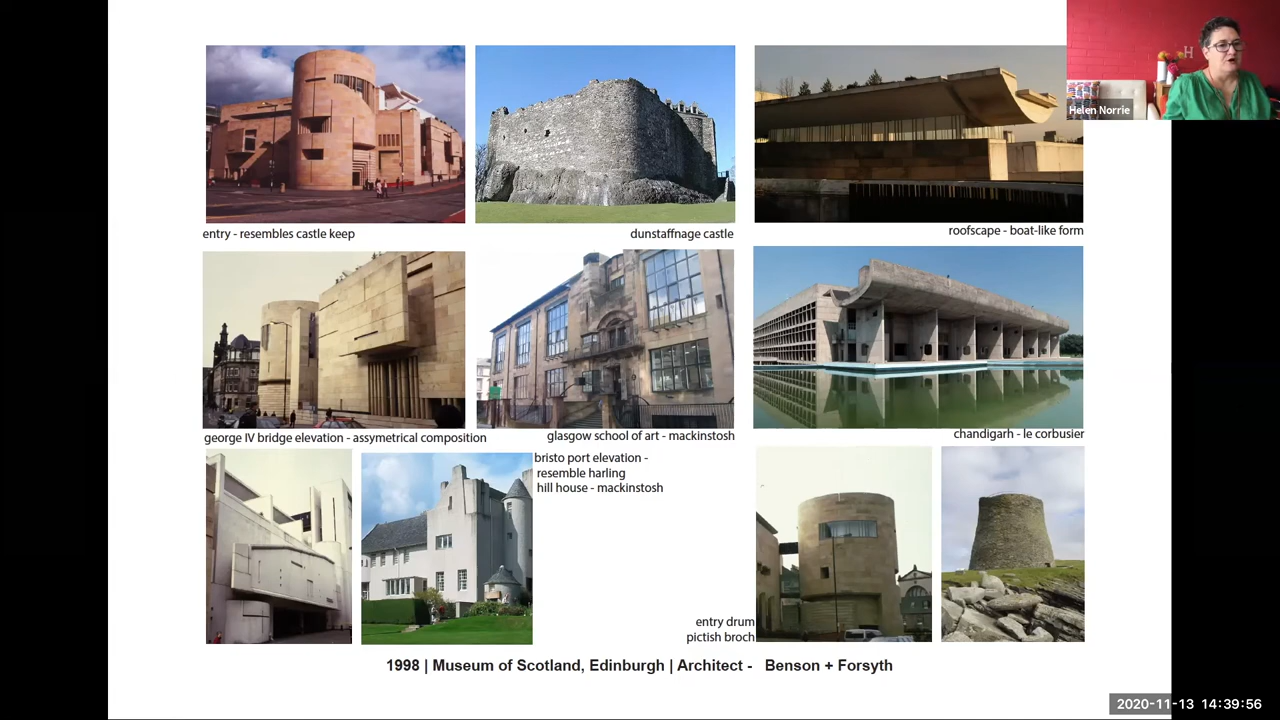 H
Helen Norrie
entry - resembles castle keep
dunstaffnage castle
roofscape - boat-like form
george IV bridge elevation - assymetrical composition
glasgow school of art - mackinstosh
chandigarh - le corbusier
bristo port elevation -
resemble harling
hill house - mackinstosh
entry drum
pictish broch
1998 | Museum of Scotland, Edinburgh | Architect - Benson + Forsyth
2020-11-13 14:39:56